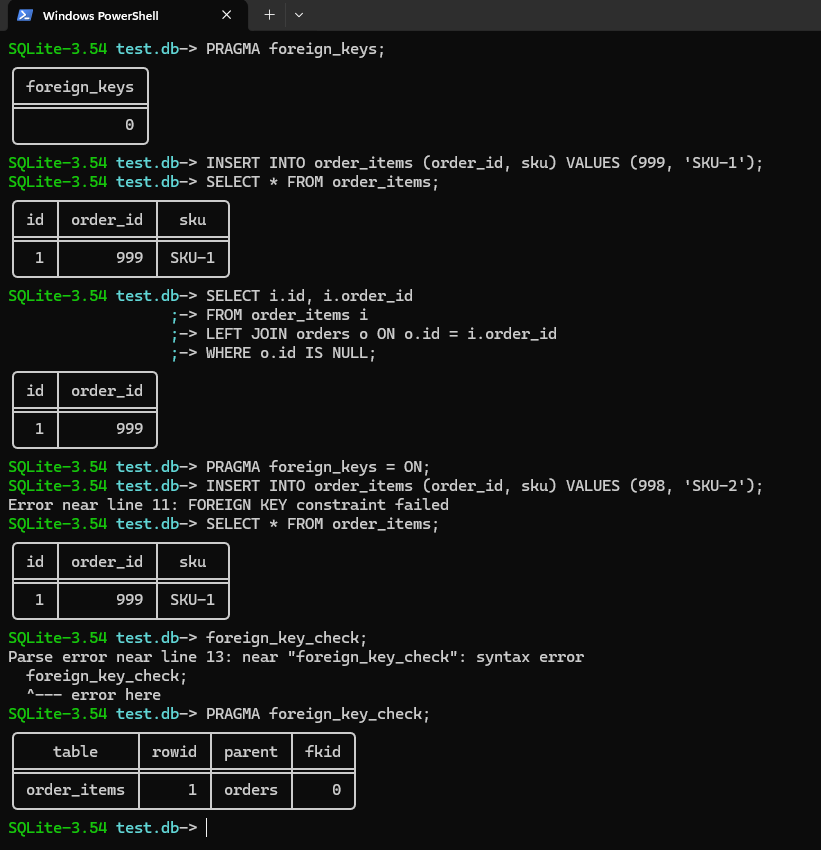 Windows PowerShell
SQLite-3.54 test.db-> PRAGMA foreign_keys;
foreign_keys
0
SQLite-3.54 test.db-> INSERT INTO order_items (order_id, sku) VALUES (999, 'SKU-1');
SQLite-3.54 test.db-> SELECT * FROM order_items;
id order_id sku
1 999 SKU-1
SQLite-3.54 test.db-> SELECT i.id, i.order_id
;-> FROM order_items i
;-> LEFT JOIN orders o ON o.id = i.order_id
;-> WHERE o.id IS NULL;
id order_id
1 999
SQLite-3.54 test.db-> PRAGMA foreign_keys = ON;
SQLite-3.54 test.db-> INSERT INTO order_items (order_id, sku) VALUES (998, 'SKU-2');
Error near line 11: FOREIGN KEY constraint failed
SQLite-3.54 test.db-> SELECT * FROM order_items;
id order_id sku
1 999 SKU-1
SQLite-3.54 test.db-> foreign_key_check;
Parse error near line 13: near "foreign_key_check": syntax error
foreign_key_check;
^--- error here
SQLite-3.54 test.db-> PRAGMA foreign_key_check;
table rowid parent fkid
order_items 1 orders 0
SQLite-3.54 test.db->